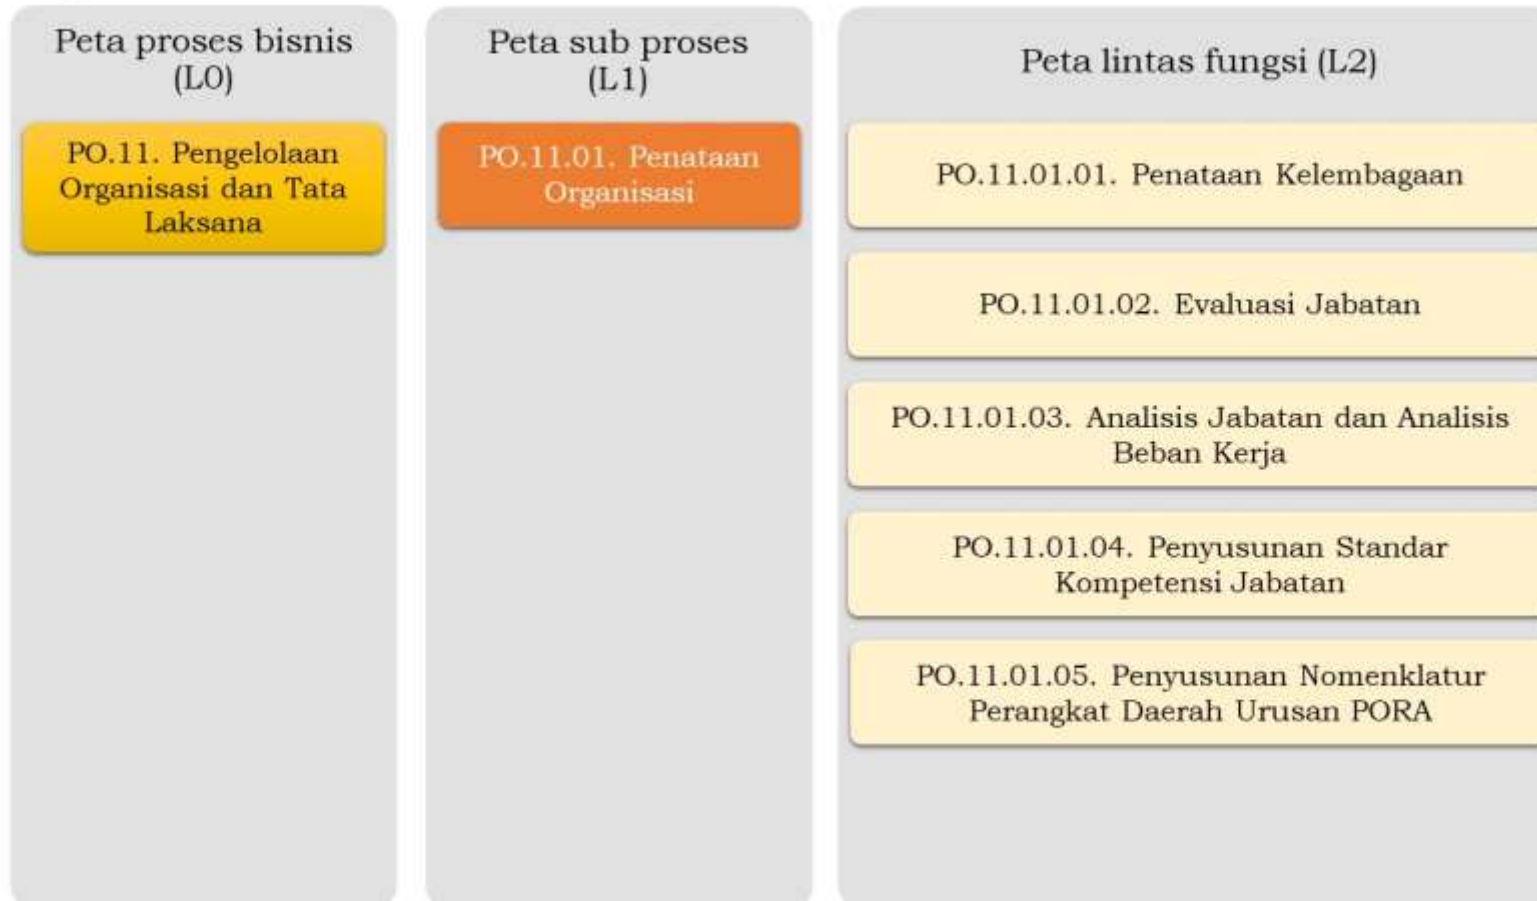 Peta proses bisnis
(L0)
PO.11. Pengelolaan
Organisasi dan Tata
Laksana
Peta sub proses
(L1)
PO.11.01. Penataan
Organisasi
Peta lintas fungsi (L2)
PO.11.01.01. Penataan Kelembagaan
PO.11.01.02. Evaluasi Jabatan
PO.11.01.03. Analisis Jabatan dan Analisis
Beban Kerja
PO.11.01.04. Penyusunan Standar
Kompetensi Jabatan
PO.11.01.05. Penyusunan Nomenklatur
Perangkat Daerah Urusan PORA